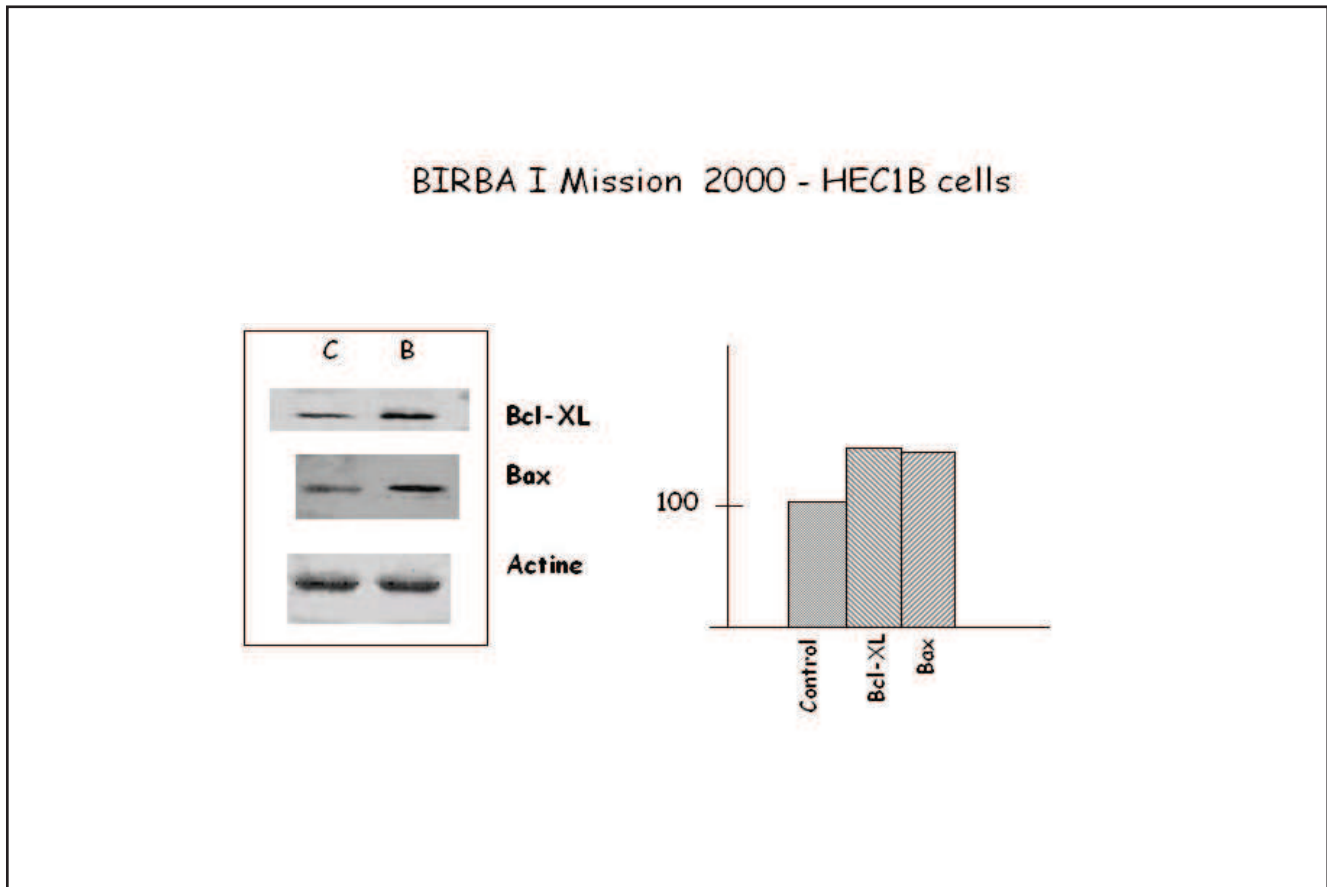 BIRBA I Mission 2000 - HEC1B cells
C B
Bcl-XL
Bax
Actine
100
Control
Bcl-XL
Bax